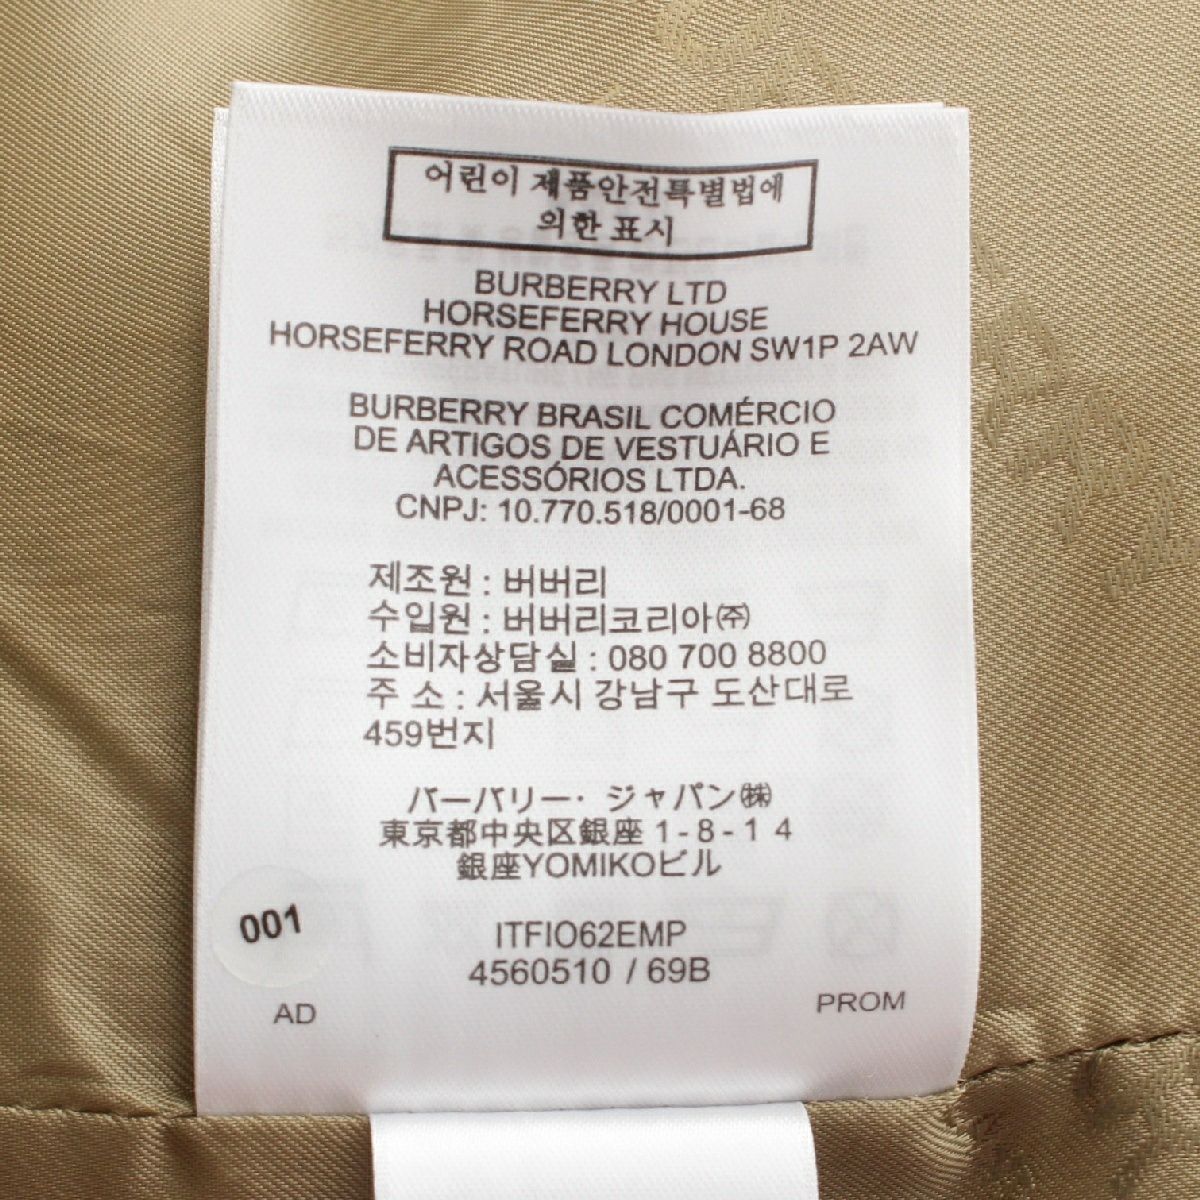 어린이 제품안전특별법에
의한 표시
BURBERRY LTD
HORSEFERRY HOUSE
HORSEFERRY ROAD LONDON SW1P 2AW
BURBERRY BRASIL COMÉRCIO
DE ARTIGOS DE VESTUÁRIO E
ACESSÓRIOS LTDA.
CNPJ: 10.770.518/0001-68
제조원 : 버버리
수입원 : 버버리코리아㈜
소비자상담실 : 080 700 8800
주 소 : 서울시 강남구 도산대로
459번지
バーバリー・ジャパン㈱
東京都中央区銀座 1-8-14
銀座YOMIKOビル
001
ITFIO62EMP
4560510 / 69B
AD
PROM